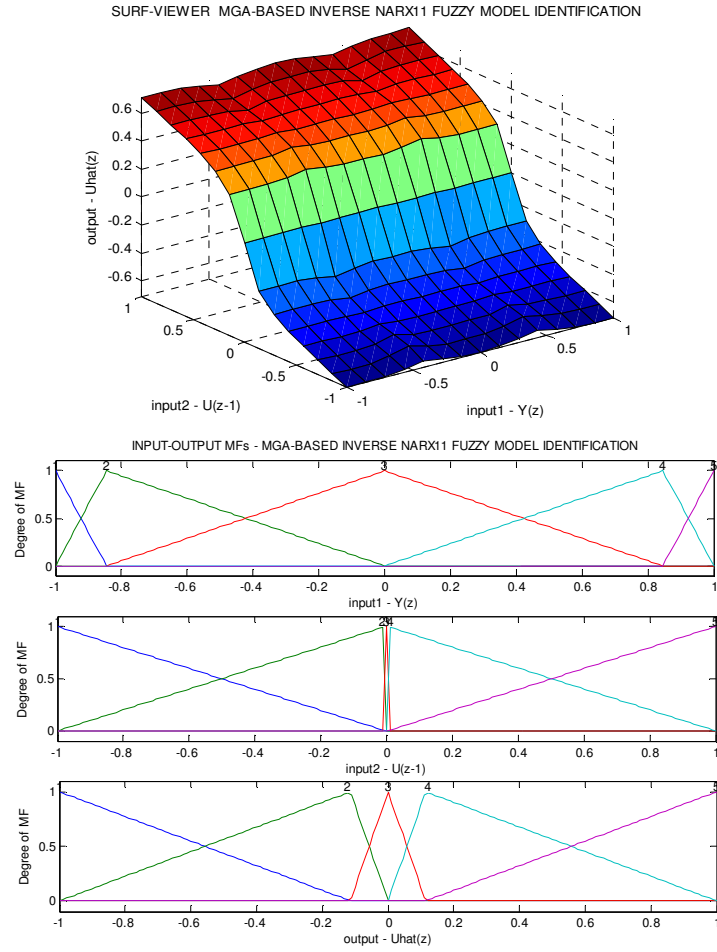 SURF-VIEWER MGA-BASED INVERSE NARX11 FUZZY MODEL IDENTIFICATION
0.6
0.4
0.2
0
-0.2
-0.4
-0.6
output - Uhat(z)
1
0.5
0
-0.5
-1
input2 - U(z-1)
-1
-0.5
0
0.5
1
input1 - Y(z)
INPUT-OUTPUT MFs - MGA-BASED INVERSE NARX11 FUZZY MODEL IDENTIFICATION
1 2 3 4 5
1
0.5
0
Degree of MF
-1 -0.8 -0.6 -0.4 -0.2 0 0.2 0.4 0.6 0.8 1
input1 - Y(z)
2 4 5
1
0.5
0
Degree of MF
-1 -0.8 -0.6 -0.4 -0.2 0 0.2 0.4 0.6 0.8 1
input2 - U(z-1)
2 3 4 5
1
0.5
0
Degree of MF
-1 -0.8 -0.6 -0.4 -0.2 0 0.2 0.4 0.6 0.8 1
output - Uhat(z)